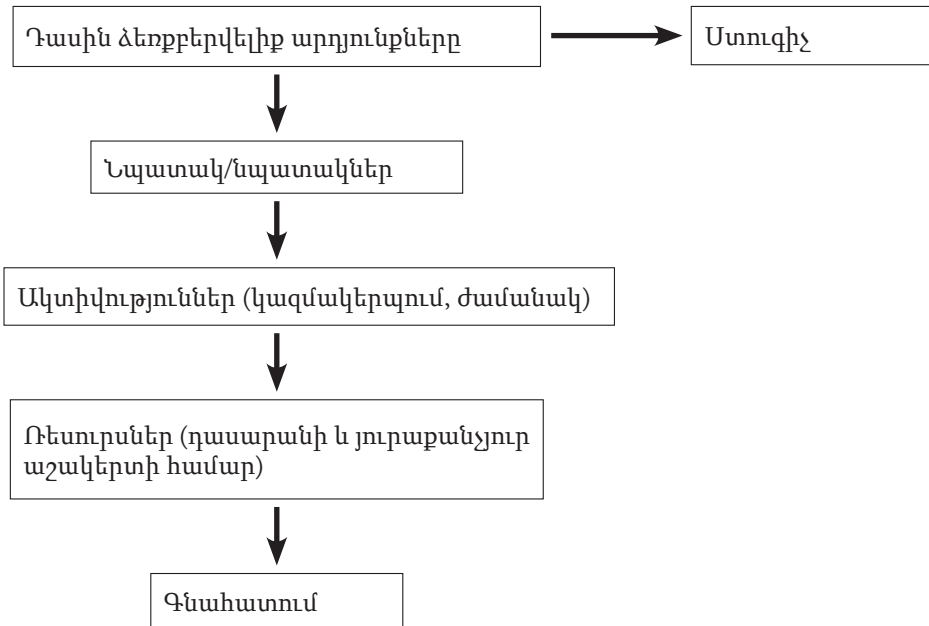 Դասին ձեռքբերվելիք արդյունքները
Ստուգիչ
Նպատակ/նպատակներ
Ակտիվություններ (կազմակերպում, ժամանակ)
Ռեսուրսներ (դասարանի և յուրաքանչյուր
աշակերտի համար)
Գնահատում